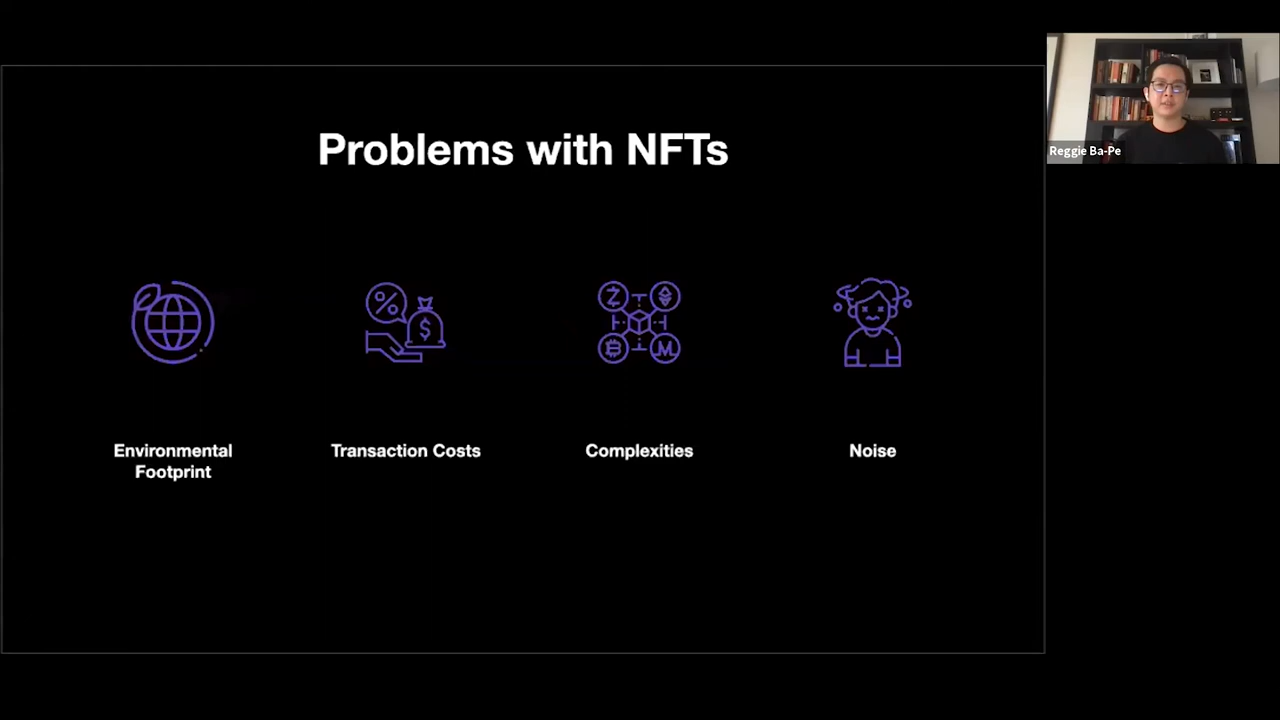 Problems with NFTs
Reggie Ba-Pe
Environmental
Footprint
Transaction Costs
Complexities
Noise